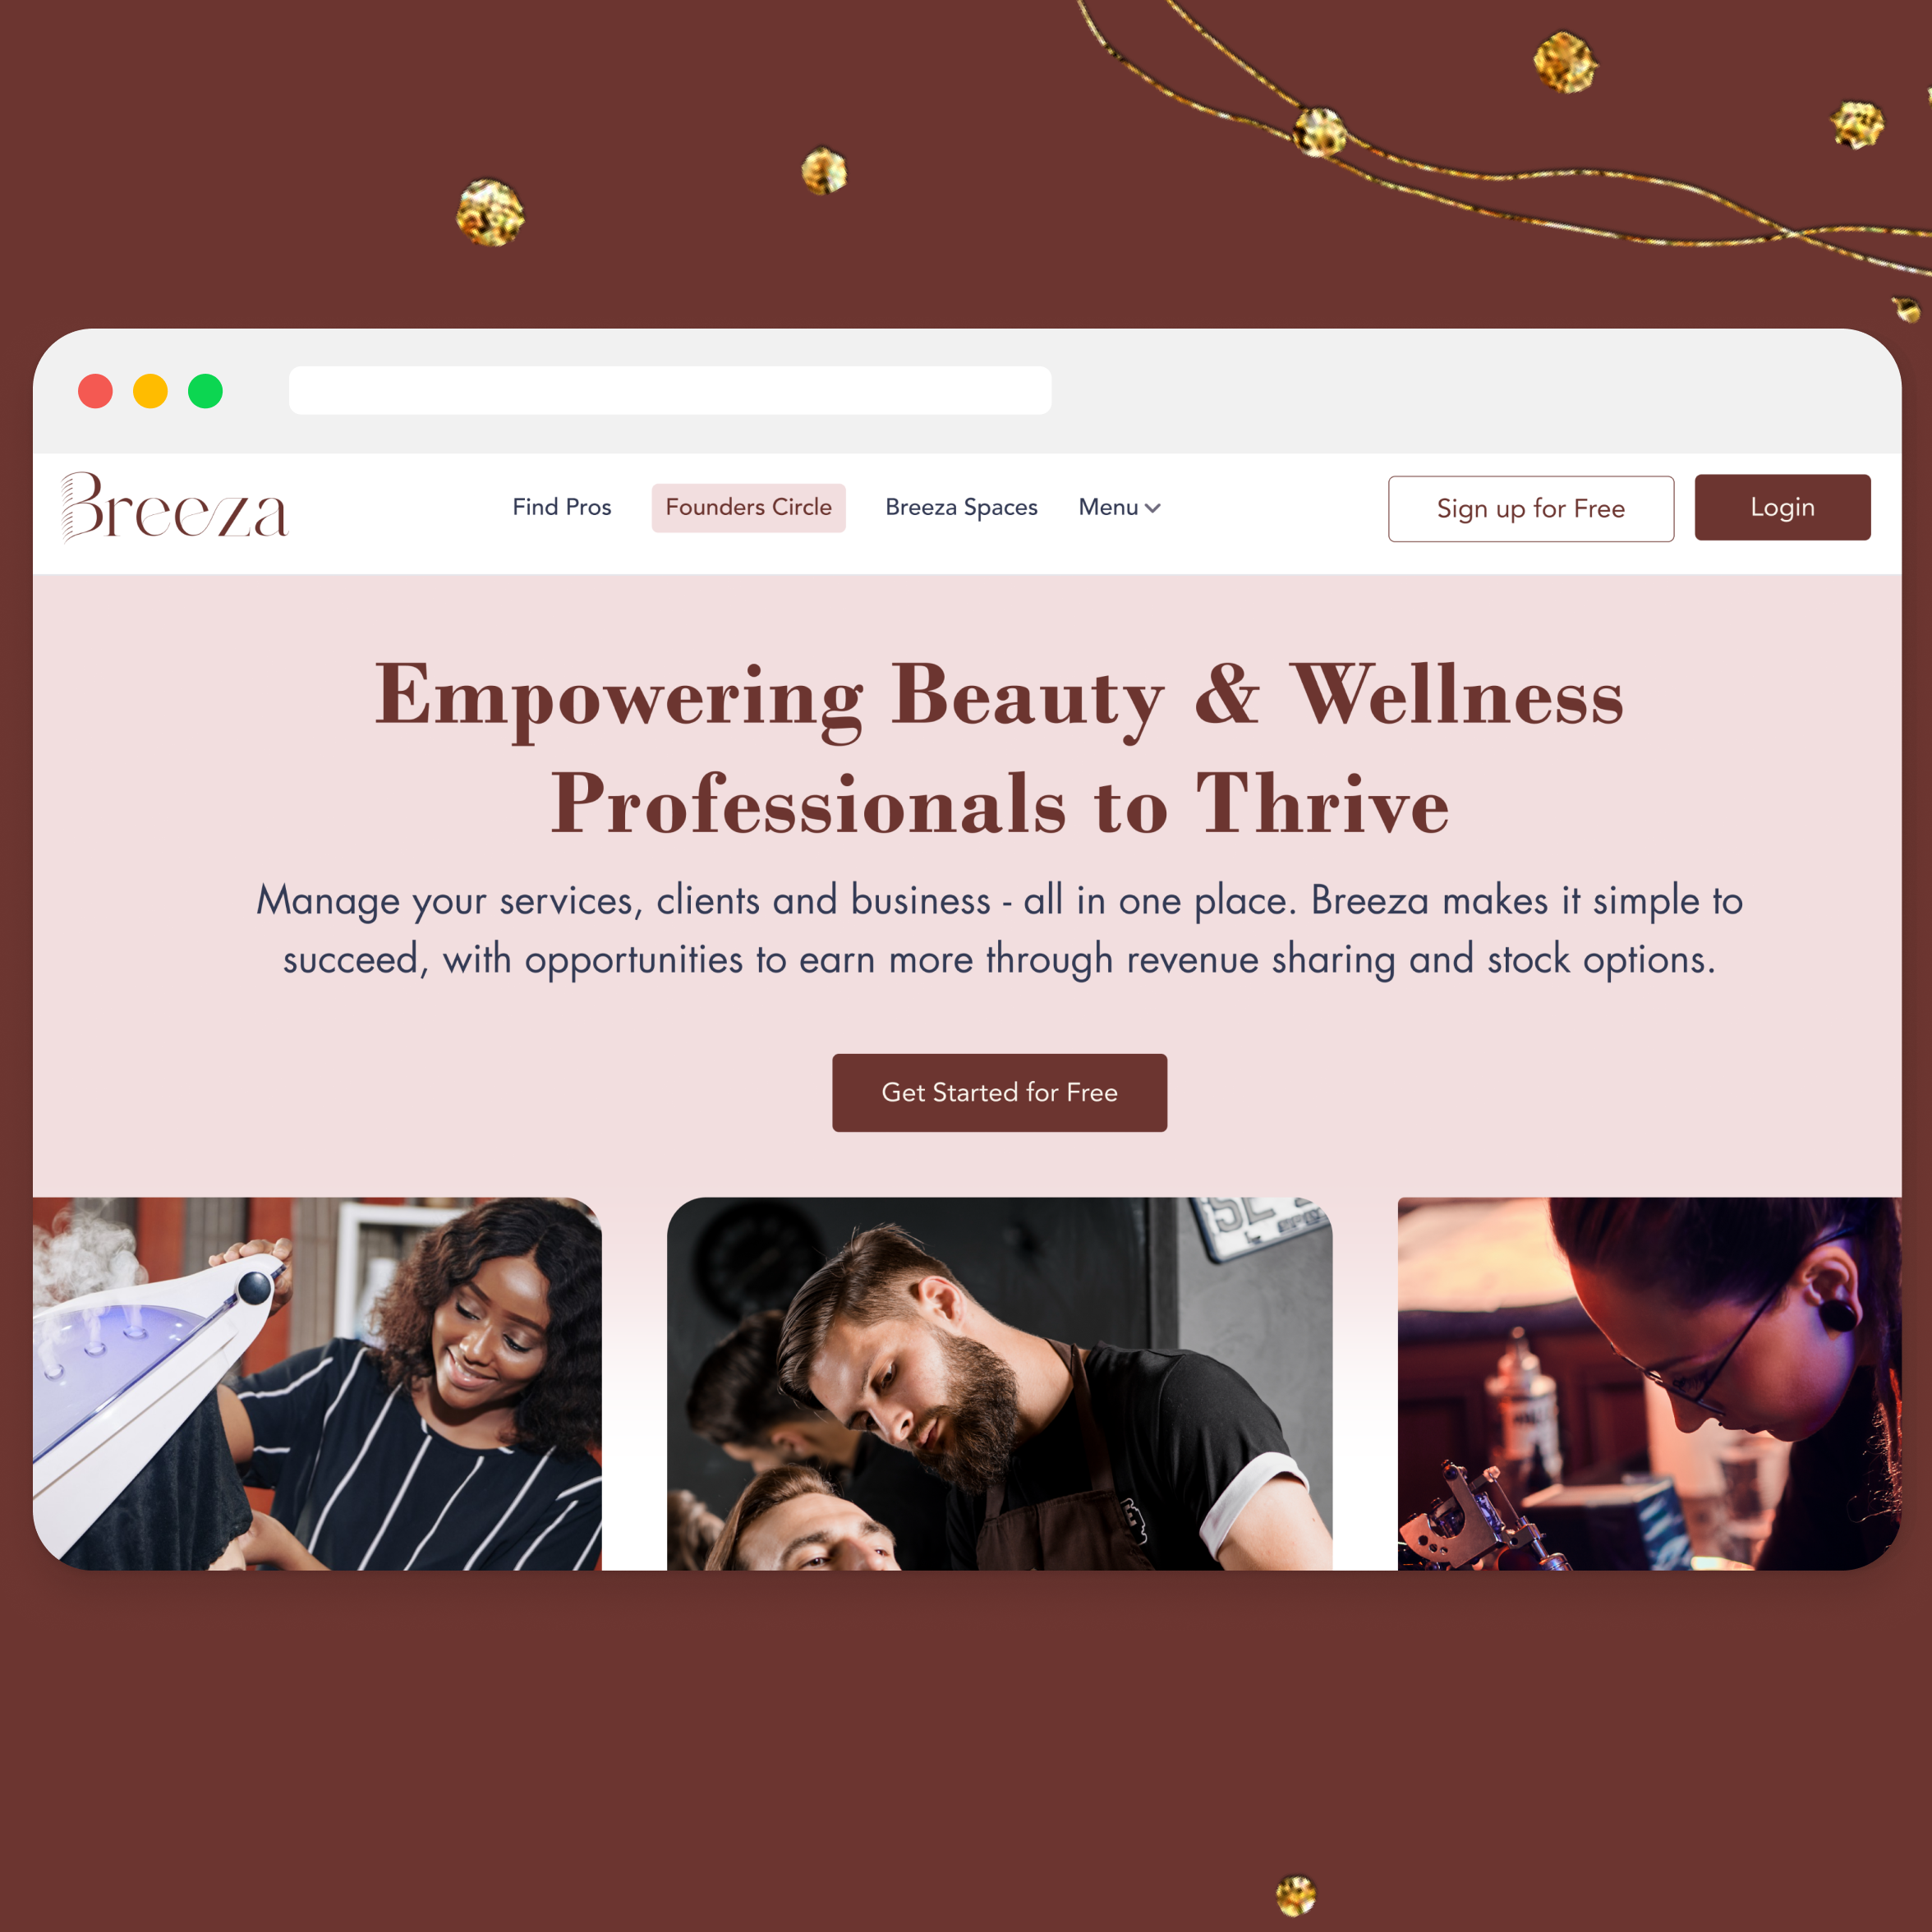 Breeza
Find Pros
Founders Circle
Breeza Spaces
Menu
Sign up for Free
Login
Empowering Beauty & Wellness
Professionals to Thrive
Manage your services, clients and business - all in one place. Breeza makes it simple to
succeed, with opportunities to earn more through revenue sharing and stock options.
Get Started for Free